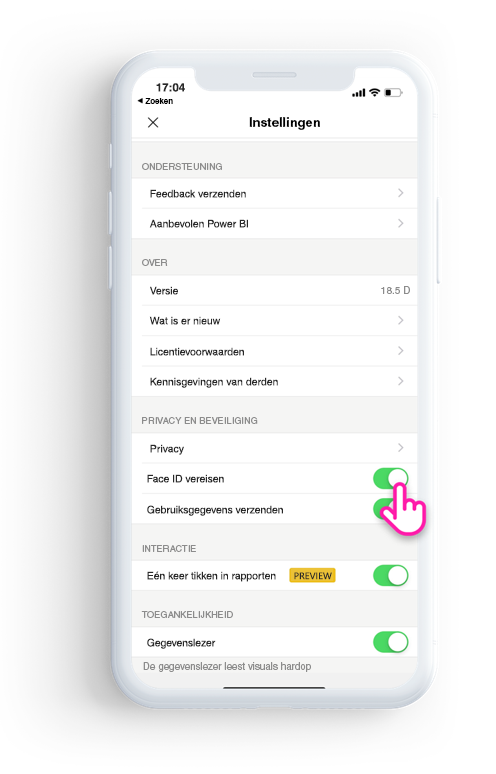 17:04
◀ Zoeken
Instellingen
ONDERSTEUNING
Feedback verzenden
Aanbevolen Power BI
OVER
Versie 18.5 D
Wat is er nieuw
Licentievoorwaarden
Kennisgevingen van derden
PRIVACY EN BEVEILIGING
Privacy
Face ID vereisen
Gebruiksgegevens verzenden
INTERACTIE
Eén keer tikken in rapporten PREVIEW
TOEGANKELIJKHEID
Gegevenslezer
De gegevenslezer leest visuals hardop